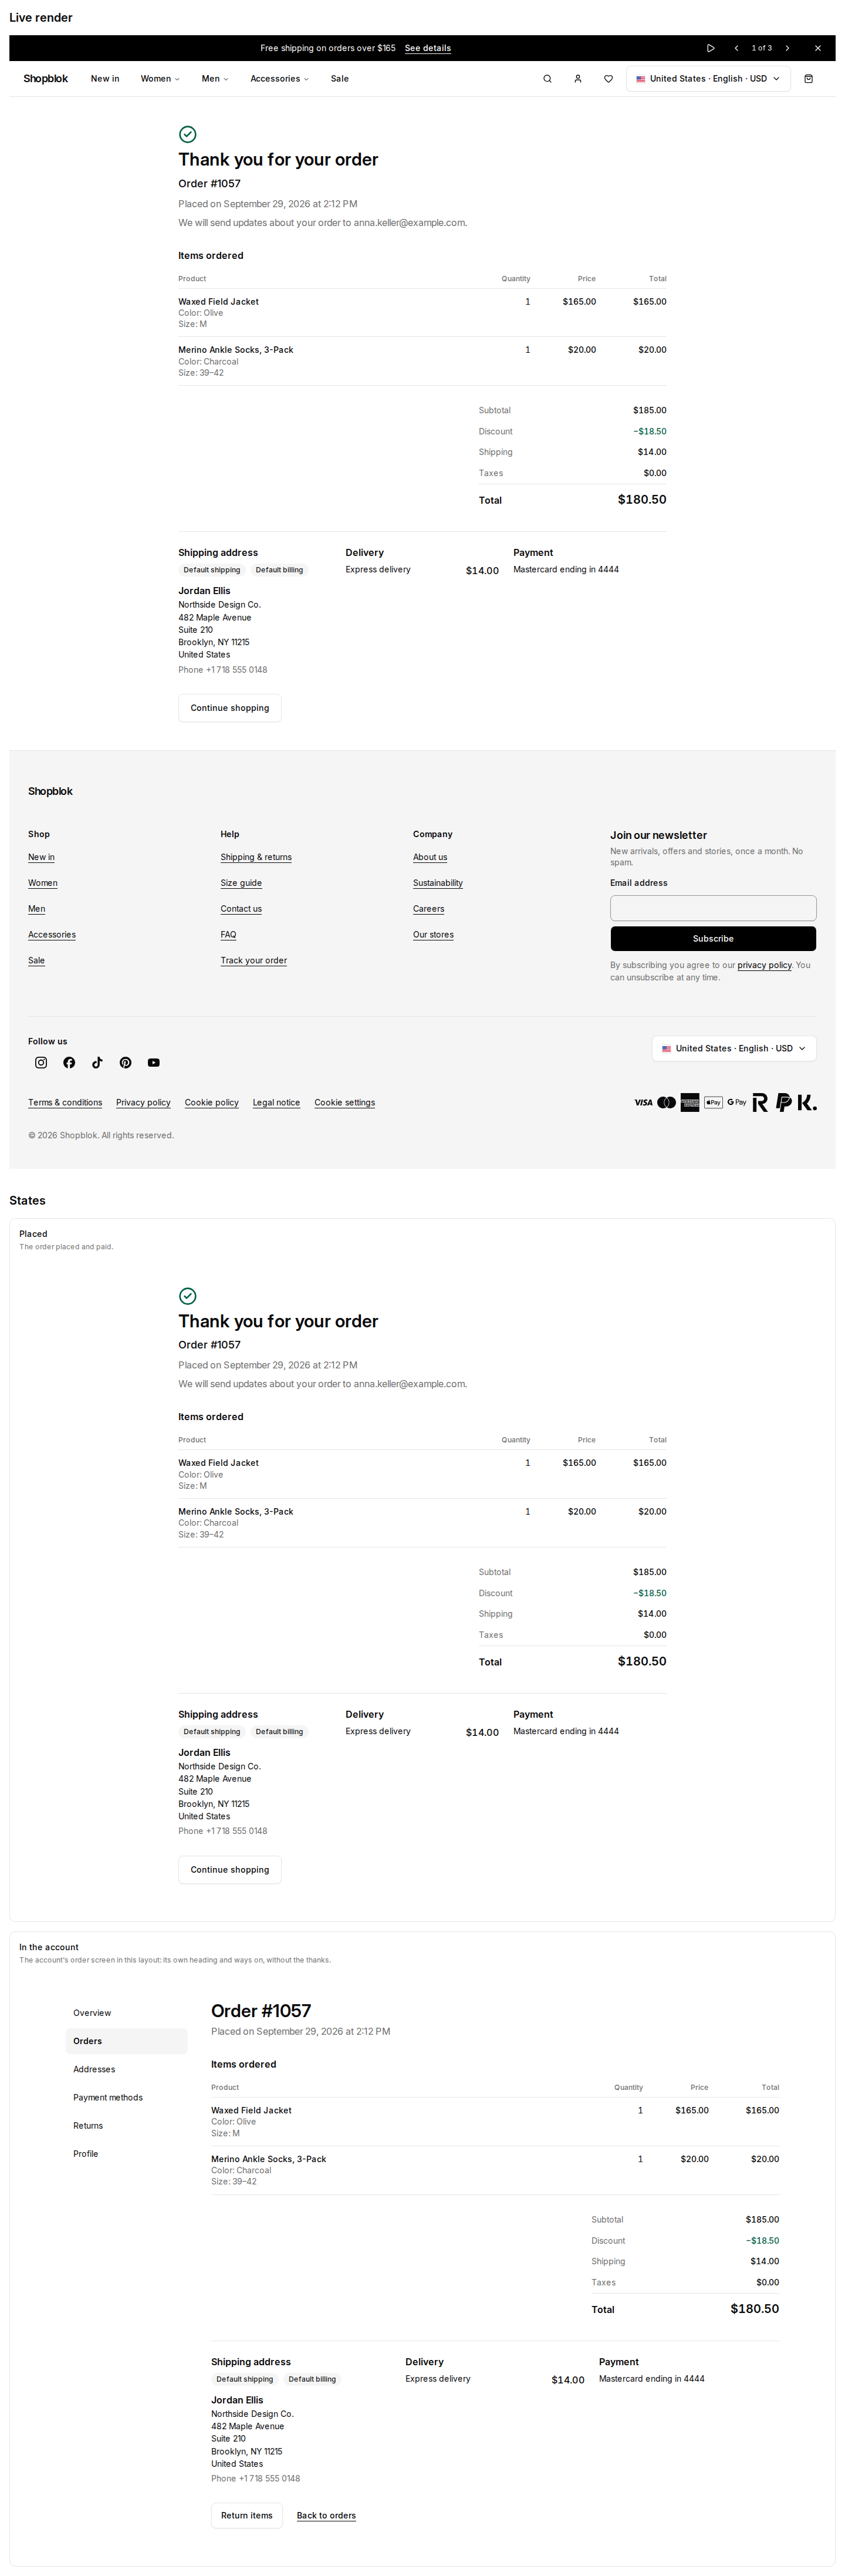 Live render
Free shipping on orders over $165 See details
1 of 3
Shopblok New in Women Men Accessories Sale United States · English · USD
Thank you for your order
Order #1057
Placed on September 29, 2026 at 2:12 PM
We will send updates about your order to anna.keller@example.com.
Items ordered
Product Quantity Price Total
Waxed Field Jacket 1 $165.00 $165.00
Color: Olive
Size: M
Merino Ankle Socks, 3-Pack 1 $20.00 $20.00
Color: Charcoal
Size: 39–42
Subtotal $185.00
Discount −$18.50
Shipping $14.00
Taxes $0.00
Total $180.50
Shipping address Delivery Payment
Default shipping Default billing Express delivery $14.00 Mastercard ending in 4444
Jordan Ellis
Northside Design Co.
482 Maple Avenue
Suite 210
Brooklyn, NY 11215
United States
Phone +1 718 555 0148
Continue shopping
Shopblok
Shop Help Company Join our newsletter
New arrivals, offers and stories, once a month. No
spam.
New in Shipping & returns About us
Women Size guide Sustainability Email address
Men Contact us Careers
Accessories FAQ Our stores Subscribe
Sale Track your order
By subscribing you agree to our privacy policy. You
can unsubscribe at any time.
Follow us United States · English · USD
Terms & conditions Privacy policy Cookie policy Legal notice Cookie settings VISA Pay G Pay K.
© 2026 Shopblok. All rights reserved.
States
Placed
The order placed and paid.
Thank you for your order
Order #1057
Placed on September 29, 2026 at 2:12 PM
We will send updates about your order to anna.keller@example.com.
Items ordered
Product Quantity Price Total
Waxed Field Jacket 1 $165.00 $165.00
Color: Olive
Size: M
Merino Ankle Socks, 3-Pack 1 $20.00 $20.00
Color: Charcoal
Size: 39–42
Subtotal $185.00
Discount −$18.50
Shipping $14.00
Taxes $0.00
Total $180.50
Shipping address Delivery Payment
Default shipping Default billing Express delivery $14.00 Mastercard ending in 4444
Jordan Ellis
Northside Design Co.
482 Maple Avenue
Suite 210
Brooklyn, NY 11215
United States
Phone +1 718 555 0148
Continue shopping
In the account
The account's order screen in this layout: its own heading and ways on, without the thanks.
Overview
Orders
Addresses
Payment methods
Returns
Profile
Order #1057
Placed on September 29, 2026 at 2:12 PM
Items ordered
Product Quantity Price Total
Waxed Field Jacket 1 $165.00 $165.00
Color: Olive
Size: M
Merino Ankle Socks, 3-Pack 1 $20.00 $20.00
Color: Charcoal
Size: 39–42
Subtotal $185.00
Discount −$18.50
Shipping $14.00
Taxes $0.00
Total $180.50
Shipping address Delivery Payment
Default shipping Default billing Express delivery $14.00 Mastercard ending in 4444
Jordan Ellis
Northside Design Co.
482 Maple Avenue
Suite 210
Brooklyn, NY 11215
United States
Phone +1 718 555 0148
Return items Back to orders